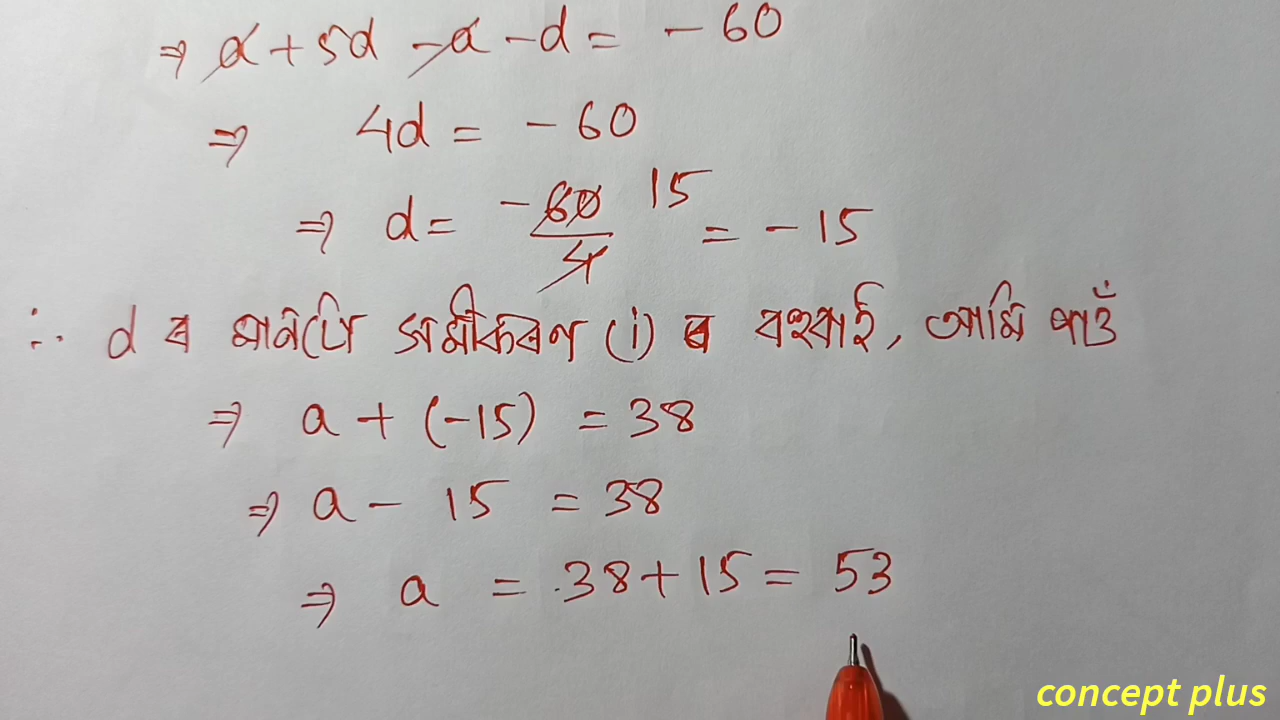 ⇒ a + 5d - a - d = - 60
⇒ 4d = - 60
⇒ d = -60/4 15 = - 15
∴ d ৰ মানটো সমীকৰণ (i) ত বহুৱাই, আমি পাওঁ
⇒ a + (-15) = 38
⇒ a - 15 = 38
⇒ a = 38 + 15 = 53
concept plus